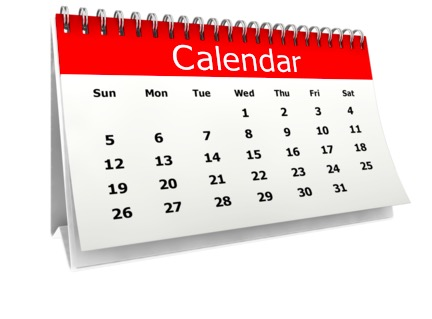 Calendar
Sun Mon Tue Wed Thu Fri Sat
1 2 3 4
5 6 7 8 9 10 11
12 13 14 15 16 17 18
19 20 21 22 23 24 25
26 27 28 29 30 31